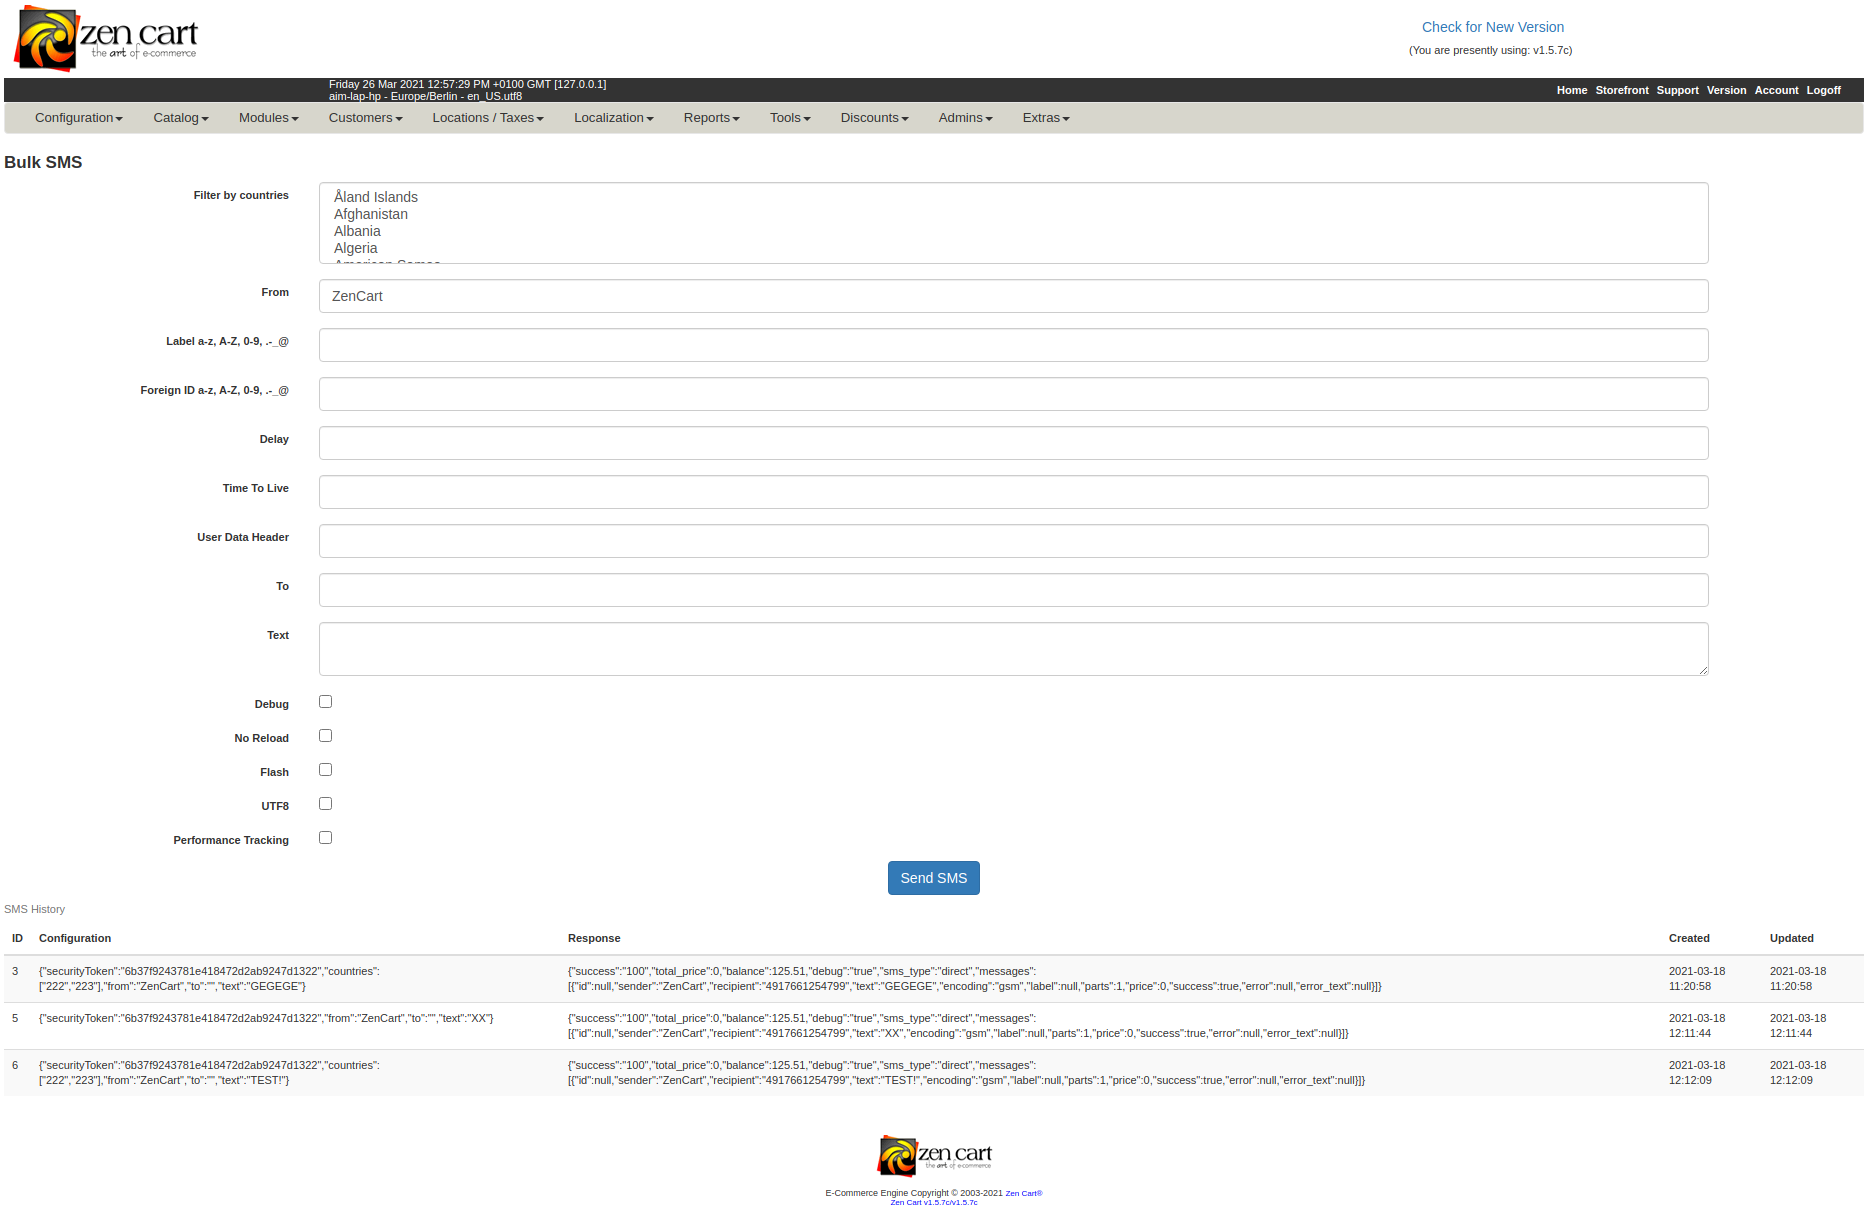 zen cart
the art of e-commerce
Check for New Version
(You are presently using: v1.5.7c)
Friday 26 Mar 2021 12:57:29 PM +0100 GMT [127.0.0.1]
aim-lap-hp - Europe/Berlin - en_US.utf8
Home Storefront Support Version Account Logoff
Configuration Catalog Modules Customers Locations / Taxes Localization Reports Tools Discounts Admins Extras
Bulk SMS
Filter by countries
Åland Islands
Afghanistan
Albania
Algeria
American Samoa
From
ZenCart
Label a-z, A-Z, 0-9, .-_@
Foreign ID a-z, A-Z, 0-9, .-_@
Delay
Time To Live
User Data Header
To
Text
Debug
No Reload
Flash
UTF8
Performance Tracking
Send SMS
SMS History
ID Configuration Response Created Updated
3 {"securityToken":"6b37f9243781e418472d2ab9247d1322","countries": {"success":"100","total_price":0,"balance":125.51,"debug":"true","sms_type":"direct","messages": 2021-03-18 2021-03-18
["222","223"],"from":"ZenCart","to":"","text":"GEGEGE"} [{"id":null,"sender":"ZenCart","recipient":"4917661254799","text":"GEGEGE","encoding":"gsm","label":null,"parts":1,"price":0,"success":true,"error":null,"error_text":null}]} 11:20:58 11:20:58
5 {"securityToken":"6b37f9243781e418472d2ab9247d1322","from":"ZenCart","to":"","text":"XX"} {"success":"100","total_price":0,"balance":125.51,"debug":"true","sms_type":"direct","messages": 2021-03-18 2021-03-18
[{"id":null,"sender":"ZenCart","recipient":"4917661254799","text":"XX","encoding":"gsm","label":null,"parts":1,"price":0,"success":true,"error":null,"error_text":null}]} 12:11:44 12:11:44
6 {"securityToken":"6b37f9243781e418472d2ab9247d1322","countries": {"success":"100","total_price":0,"balance":125.51,"debug":"true","sms_type":"direct","messages": 2021-03-18 2021-03-18
["222","223"],"from":"ZenCart","to":"","text":"TEST!"} [{"id":null,"sender":"ZenCart","recipient":"4917661254799","text":"TEST!","encoding":"gsm","label":null,"parts":1,"price":0,"success":true,"error":null,"error_text":null}]} 12:12:09 12:12:09
zen cart
the art of e-commerce
E-Commerce Engine Copyright © 2003-2021 Zen Cart®
Zen Cart v1.5.7c/v1.5.7c